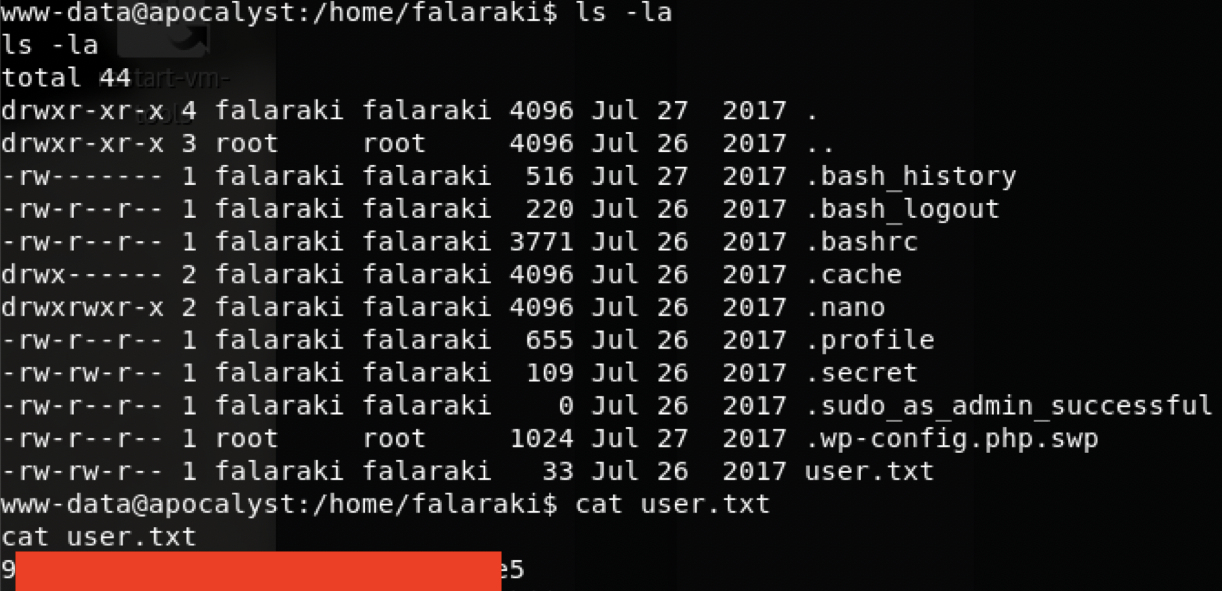 www-data@apocalyst:/home/falaraki$ ls -la
ls -la
total 44
drwxr-xr-x 4 falaraki falaraki 4096 Jul 27  2017 .
drwxr-xr-x 3 root     root     4096 Jul 26  2017 ..
-rw------- 1 falaraki falaraki  516 Jul 27  2017 .bash_history
-rw-r--r-- 1 falaraki falaraki  220 Jul 26  2017 .bash_logout
-rw-r--r-- 1 falaraki falaraki 3771 Jul 26  2017 .bashrc
drwx------ 2 falaraki falaraki 4096 Jul 26  2017 .cache
drwxrwxr-x 2 falaraki falaraki 4096 Jul 26  2017 .nano
-rw-r--r-- 1 falaraki falaraki  655 Jul 26  2017 .profile
-rw-rw-r-- 1 falaraki falaraki  109 Jul 26  2017 .secret
-rw-r--r-- 1 falaraki falaraki    0 Jul 26  2017 .sudo_as_admin_successful
-rw-r--r-- 1 root     root     1024 Jul 27  2017 .wp-config.php.swp
-rw-rw-r-- 1 falaraki falaraki   33 Jul 26  2017 user.txt
www-data@apocalyst:/home/falaraki$ cat user.txt
cat user.txt
9 e5